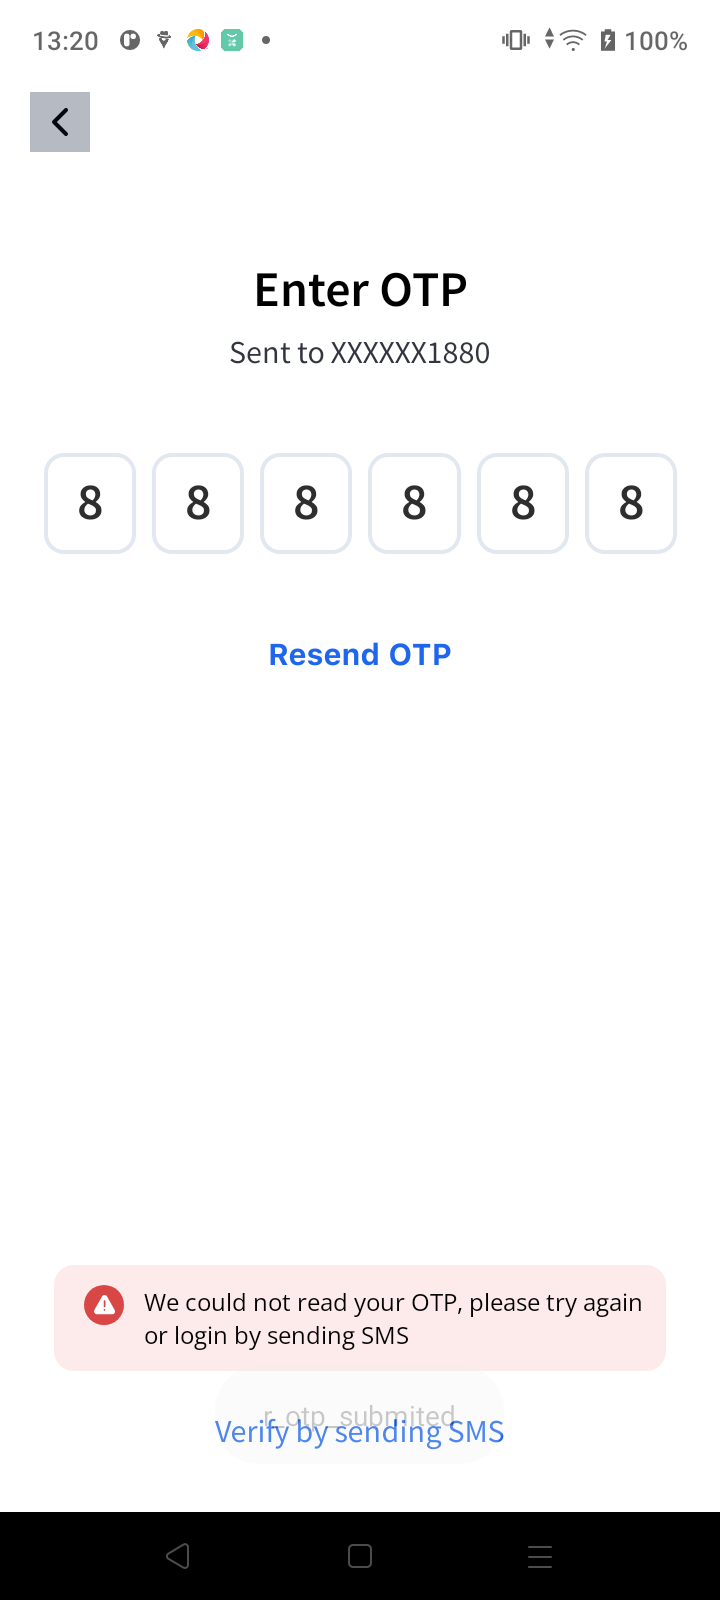 13:20
100%
Enter OTP
Sent to XXXXXX1880
8 8 8 8 8 8
Resend OTP
We could not read your OTP, please try again
or login by sending SMS
r_otp_submited
Verify by sending SMS